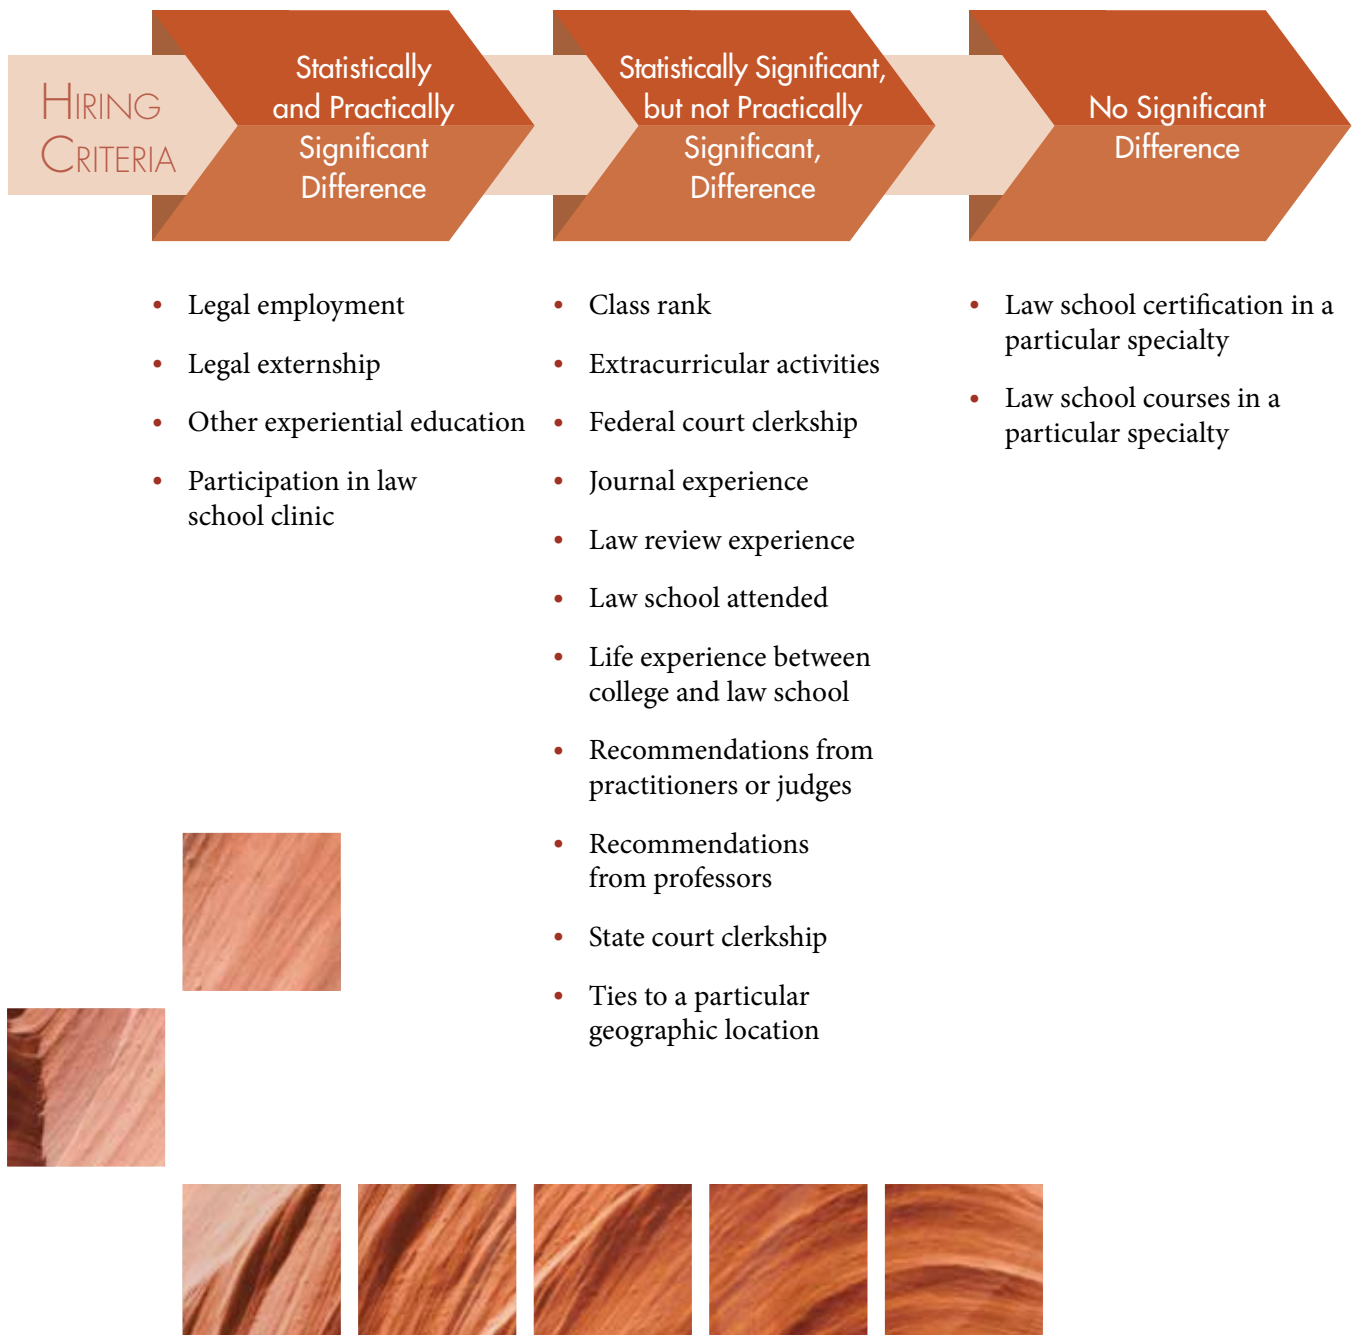 HIRING
CRITERIA
Statistically
and Practically
Significant
Difference
Statistically Significant,
but not Practically
Significant,
Difference
No Significant
Difference
• Legal employment
• Legal externship
• Other experiential education
• Participation in law
school clinic
• Class rank
• Extracurricular activities
• Federal court clerkship
• Journal experience
• Law review experience
• Law school attended
• Life experience between
college and law school
• Recommendations from
practitioners or judges
• Recommendations
from professors
• State court clerkship
• Ties to a particular
geographic location
• Law school certification in a
particular specialty
• Law school courses in a
particular specialty